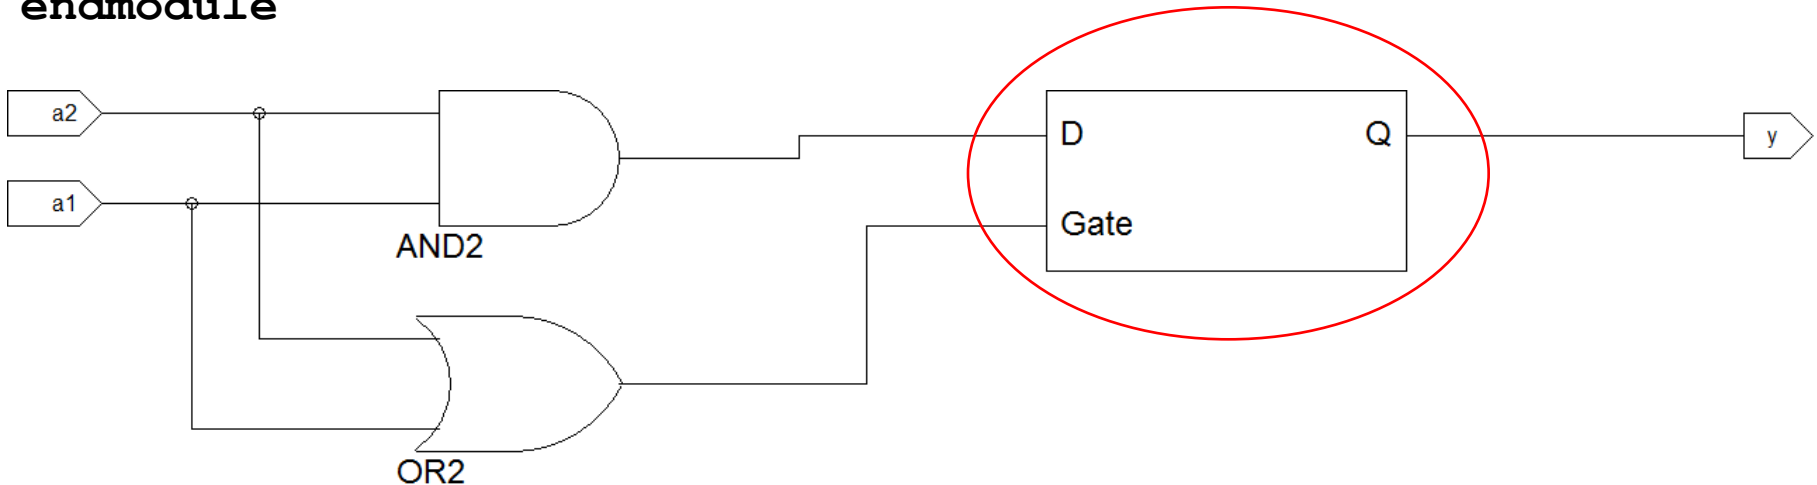 endmodule
a2
D
Q
y
a1
Gate
AND2
OR2